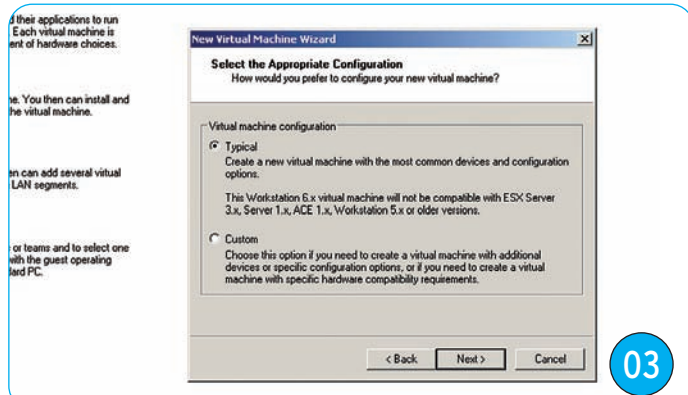 d their applications to run
Each virtual machine is
ent of hardware choices.
ne. You then can install and
he virtual machine.
en can add several virtual
LAN segments.
or teams and to select one
with the guest operating
dard PC.
New Virtual Machine Wizard
Select the Appropriate Configuration
How would you prefer to configure your new virtual machine?
Virtual machine configuration
Typical
Create a new virtual machine with the most common devices and configuration
options.
This Workstation 6.x virtual machine will not be compatible with ESX Server
3.x, Server 1.x, ACE 1.x, Workstation 5.x or older versions.
Custom
Choose this option if you need to create a virtual machine with additional
devices or specific configuration options, or if you need to create a virtual
machine with specific hardware compatibility requirements.
< Back Next > Cancel
03